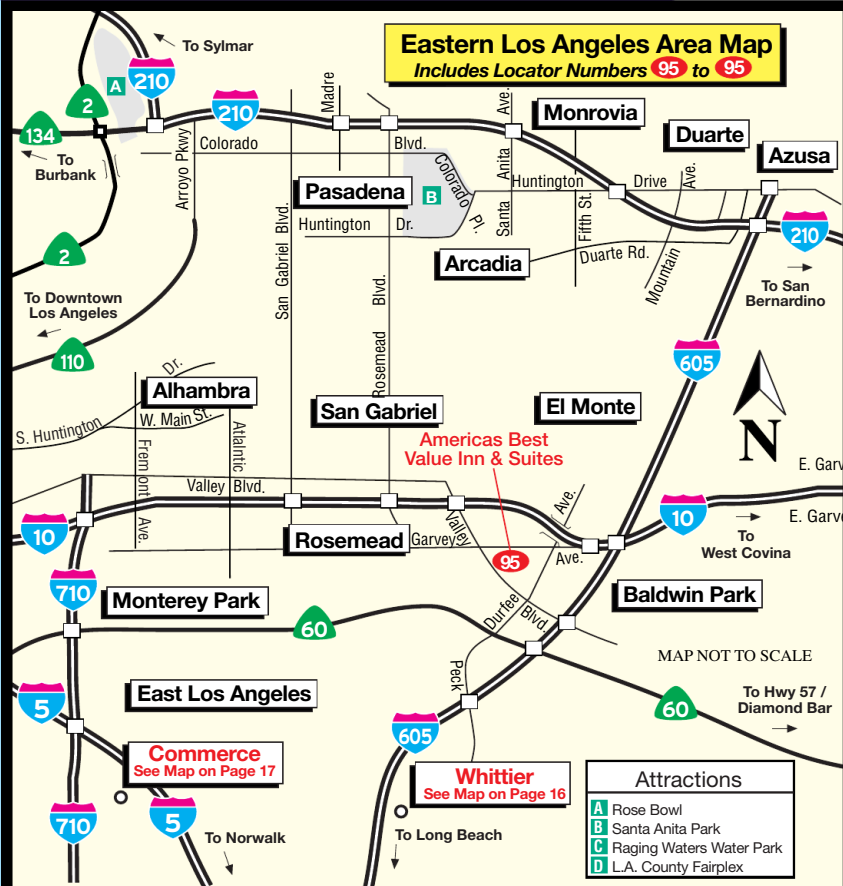 To Sylmar
Eastern Los Angeles Area Map
Includes Locator Numbers 95 to 95
A
210
2
210
134
To
Burbank
Madre
Ave.
Monrovia
Duarte
Azusa
Colorado
Blvd.
Arroyo Pkwy
Pasadena
B
Colorado Pl.
Santa Anita
Huntington Drive
Ave.
Huntington Dr.
Fifth St.
Duarte Rd.
Mountain
Arcadia
210
To San
Bernardino
2
San Gabriel Blvd.
Rosemead Blvd.
To Downtown
Los Angeles
110
605
N
Dr.
Alhambra
S. Huntington
W. Main St.
San Gabriel
El Monte
Fremont Ave.
Atlalntic
Americas Best
Value Inn & Suites
E. Garv
Valley Blvd.
Ave.
10
10
E. Garve
To
West Covina
Rosemead
Garvey
Valley
Ave.
95
710
Monterey Park
Baldwin Park
60
Durfee
Blvd.
MAP NOT TO SCALE
Peck
East Los Angeles
5
60
To Hwy 57 /
Diamond Bar
605
Commerce
See Map on Page 17
Whittier
See Map on Page 16
710
5
To Norwalk
To Long Beach
Attractions
A Rose Bowl
B Santa Anita Park
C Raging Waters Water Park
D L.A. County Fairplex